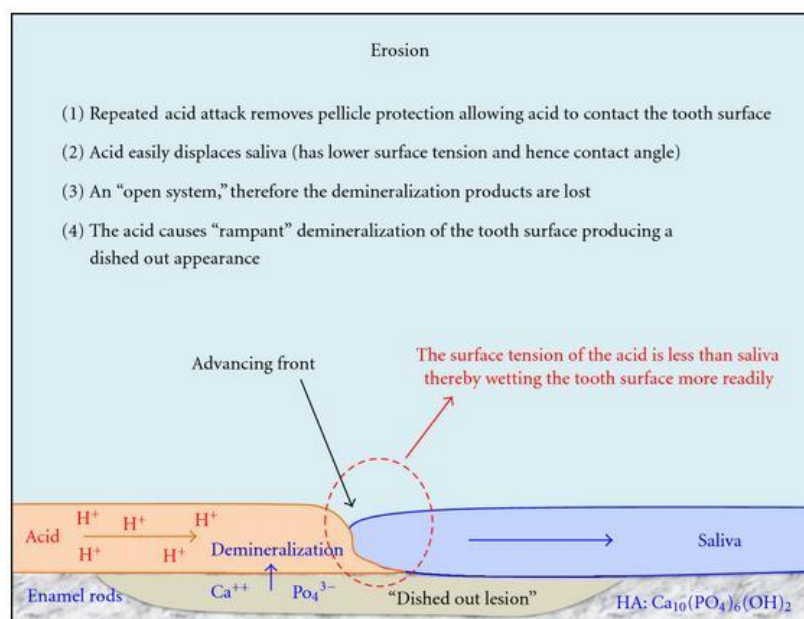 Erosion
(1) Repeated acid attack removes pellicle protection allowing acid to contact the tooth surface
(2) Acid easily displaces saliva (has lower surface tension and hence contact angle)
(3) An “open system,” therefore the demineralization products are lost
(4) The acid causes “rampant” demineralization of the tooth surface producing a
dished out appearance
Advancing front
The surface tension of the acid is less than saliva
thereby wetting the tooth surface more readily
Acid
H⁺
H⁺
H⁺
H⁺
H⁺
Demineralization
Saliva
Enamel rods
Ca⁺⁺
Po₄³⁻
“Dished out lesion”
HA: Ca₁₀(PO₄)₆(OH)₂